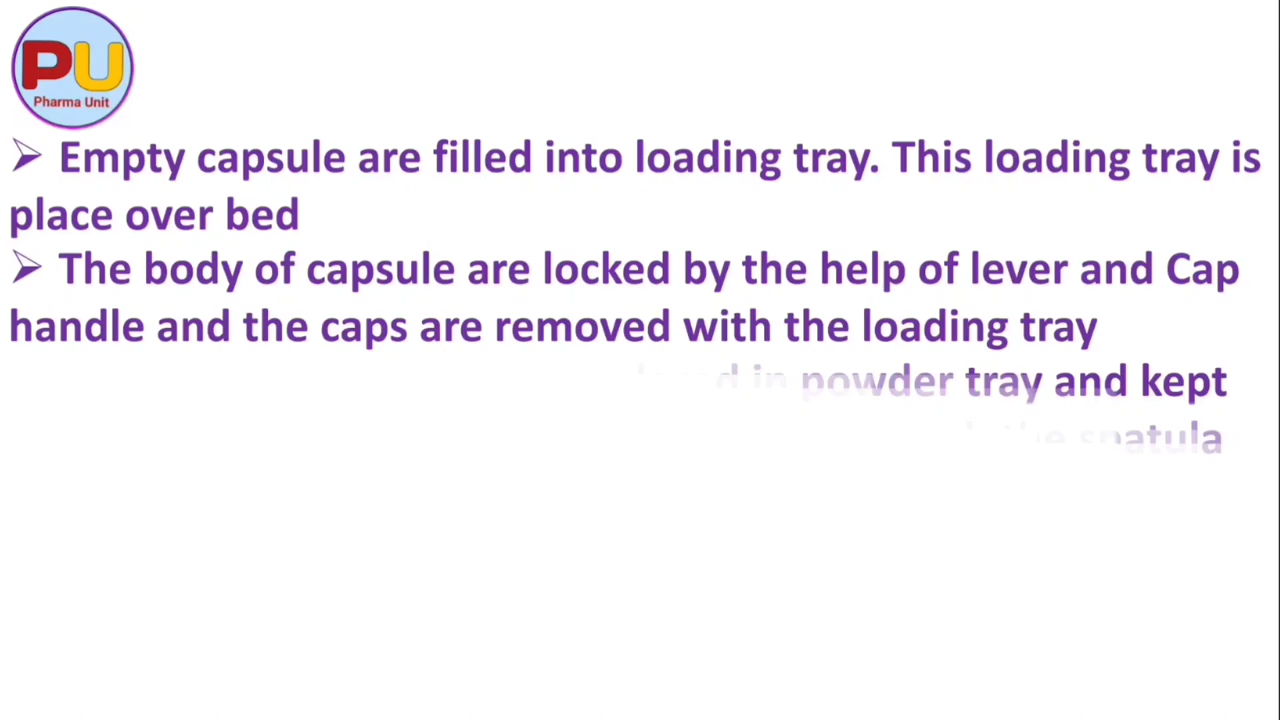 PU
Pharma Unit
➢ Empty capsule are filled into loading tray. This loading tray is
place over bed
➢ The body of capsule are locked by the help of lever and Cap
handle and the caps are removed with the loading tray
in powder tray and kept
the spatula